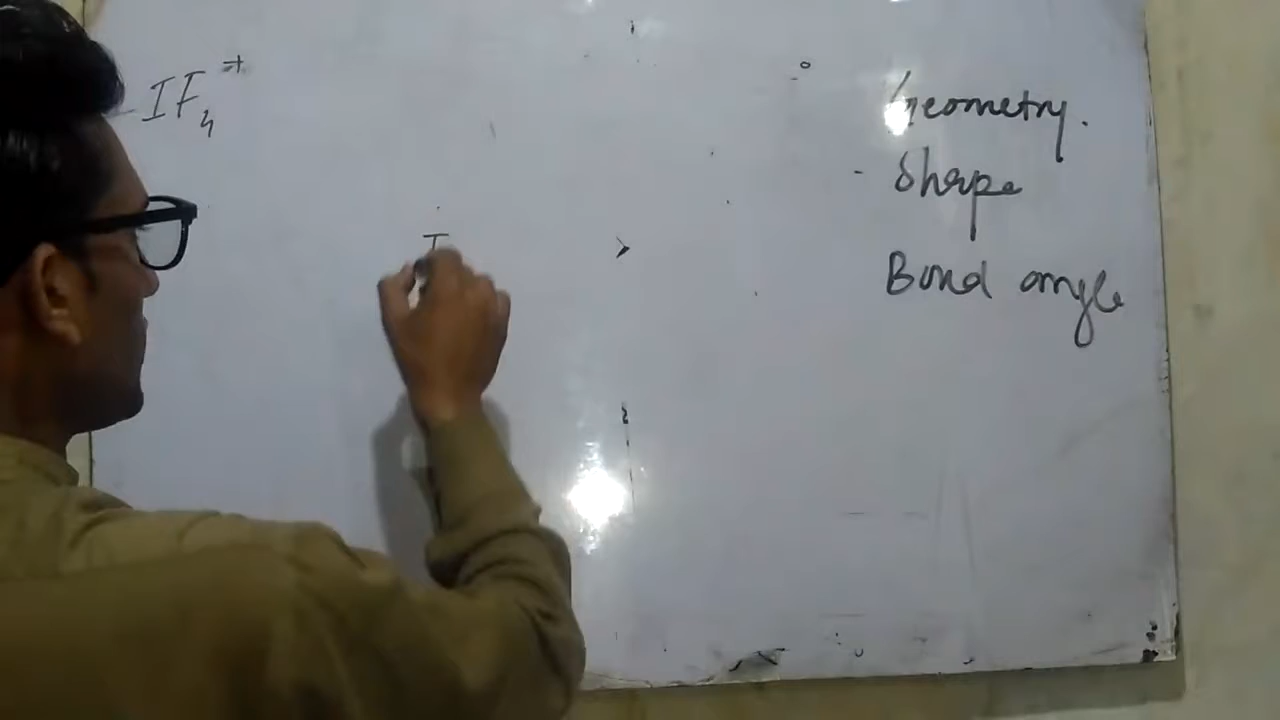 IF₄⁺
Geometry.
Shape
I
Bond angle